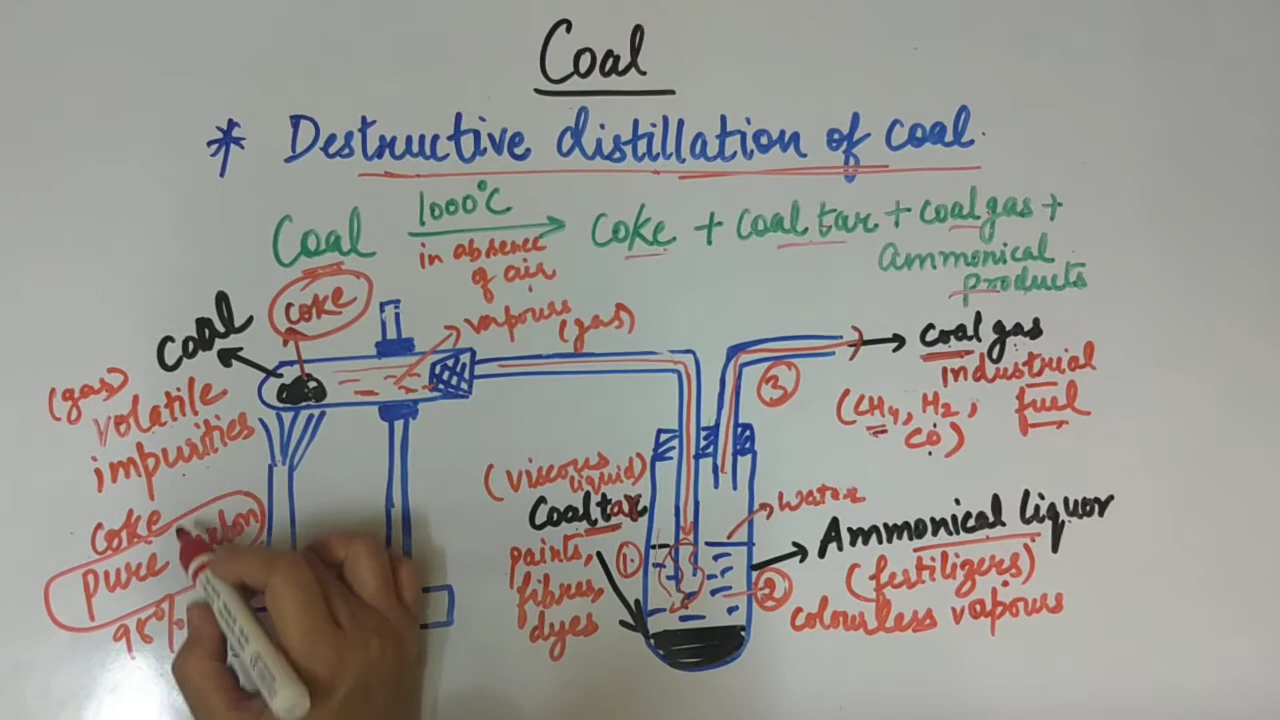 Coal
* Destructive distillation of coal.
Coal 1000°C coke + Coal tar + coal gas +
in absence
of air
Ammonical
products
coke
coal
vapours
(gas)
coal gas
industrial
fuel
(CH4, H2,
CO)
3
(gas)
volatile
impurities
coke
pure
98%
(viscous
liquid)
Coal tar
paints,
fibres,
dyes
1
water
Ammonical liquor
(fertilizers)
colourless vapours
2